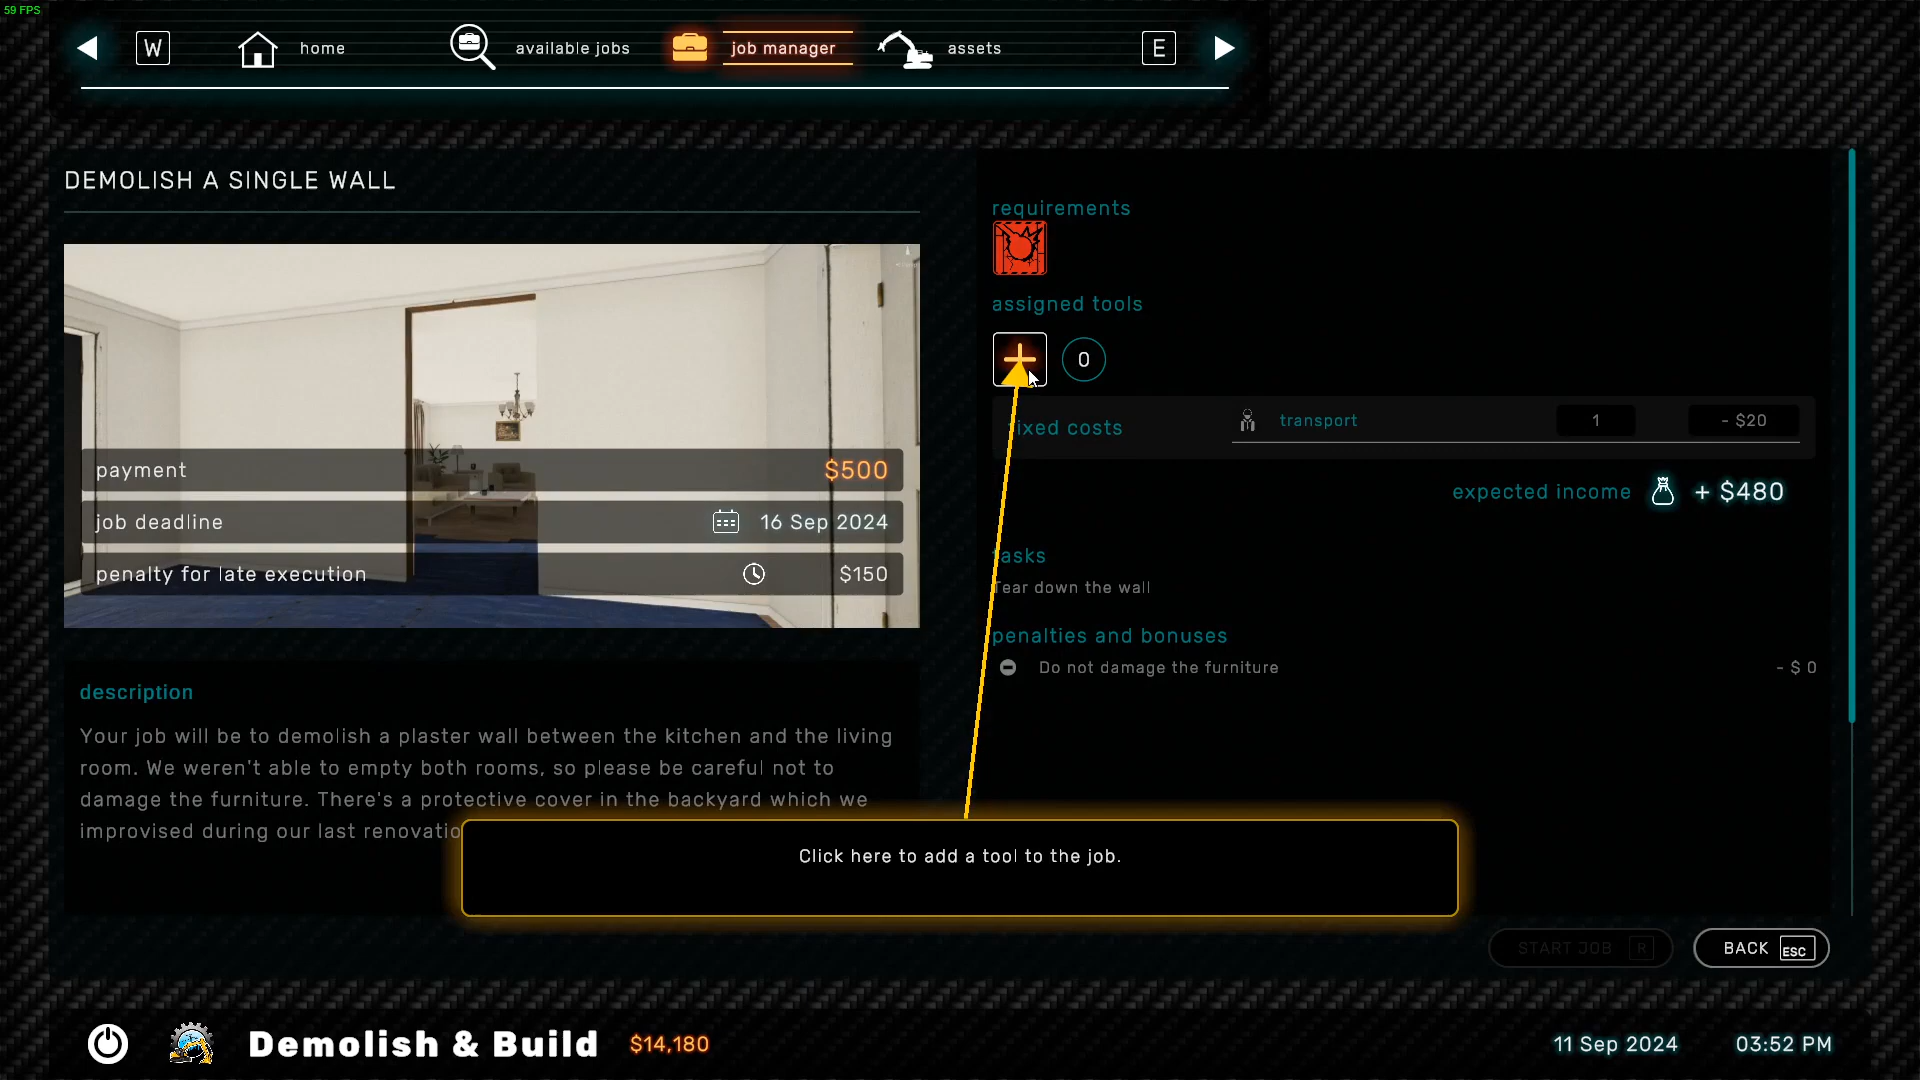 59 FPS
W home available jobs job manager assets E
DEMOLISH A SINGLE WALL
payment $500
job deadline 16 Sep 2024
penalty for late execution $150
description
Your job will be to demolish a plaster wall between the kitchen and the living
room. We weren't able to empty both rooms, so please be careful not to
damage the furniture. There's a protective cover in the backyard which we
improvised during our last
requirements
assigned tools
0
costs transport 1 - $20
expected income + $480
tasks
Tear down the wall
penalties and bonuses
Do not damage the furniture - $ 0
Click here to add a tool to the job.
START JOB R BACK ESC
Demolish & Build $14,180 11 Sep 2024 03:52 PM